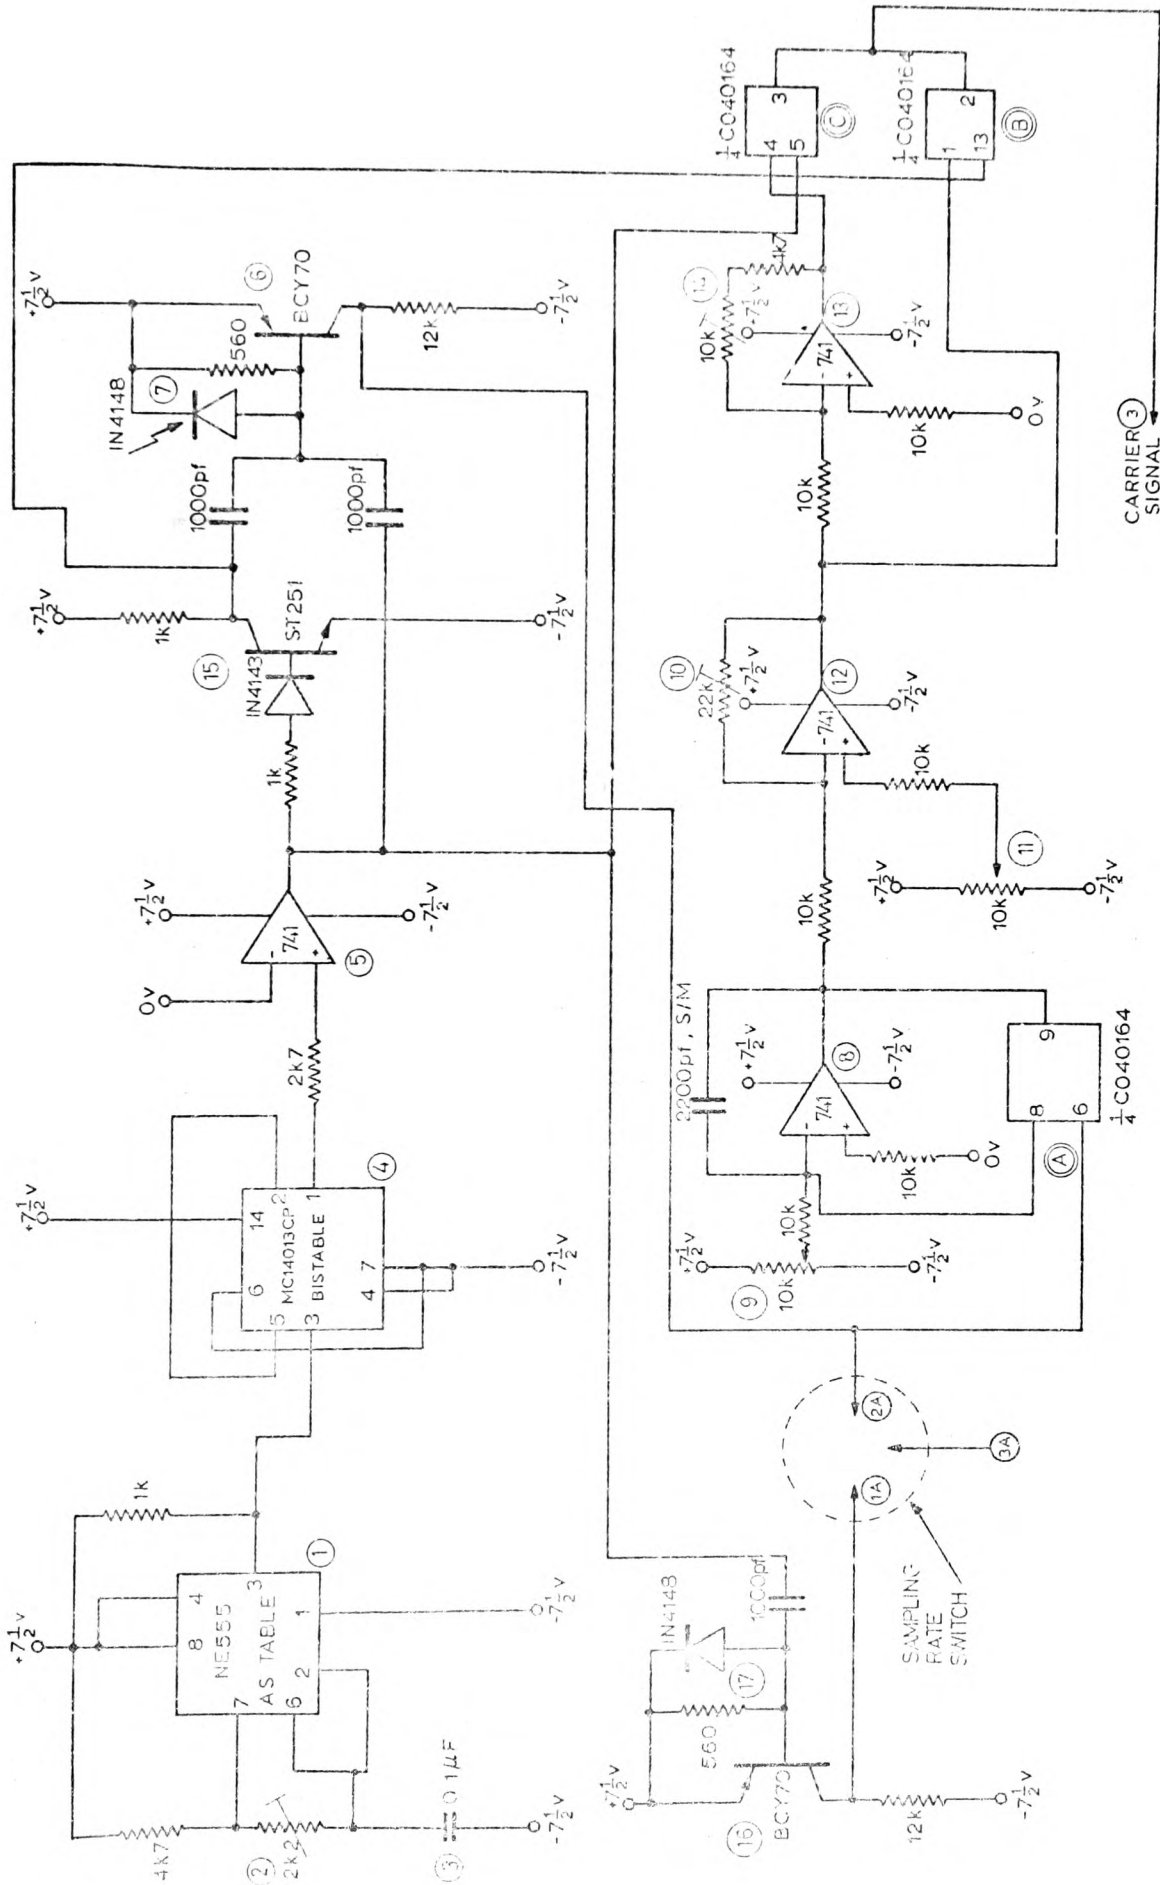 +7½V
4k7
②
2k2
③
0.1µF
-7½V
8
4
NE555
AS TABLE
7
6
2
1
3
①
-7½V
1k
+7½V
6
14
5
MC14013CP
2
3
BISTABLE
1
4
7
④
-7½V
2k7
0V
+7½V
-
741
+
⑤
-7½V
1k
IN4143
⑮
ST251
+7½V
1k
-7½V
1000pf
1000pf
IN4148
⑦
560
+7½V
⑥
BCY70
12k
-7½V
+7½V
560
⑰
IN4148
1000pf
⑯
BCY70
12k
-7½V
SAMPLING
RATE
SWITCH
1A
2A
3A
+7½V
⑨
10k
-7½V
10k
2200pf, S/M
+7½V
-
741
+
⑧
-7½V
10k
0V
8
9
6
Ⓐ
¼ CO40164
10k
⑩
22k
+7½V
-
741
+
⑫
-7½V
10k
+7½V
10k
⑪
-7½V
10k
10k
-7½V
1k7
-
741
+
⑬
-7½V
10k
0V
¼ CO40164
4
3
5
Ⓒ
¼ CO40164
1
2
13
Ⓑ
CARRIER ③
SIGNAL